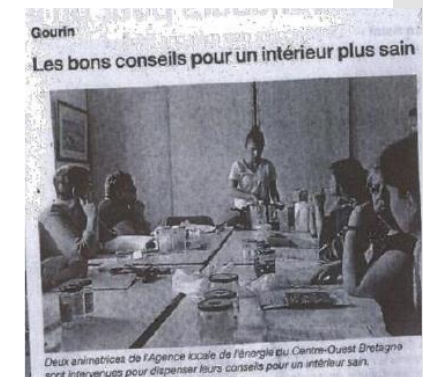 Gourin
Les bons conseils pour un intérieur plus sain
Deux animatrices de l'Agence locale de l'énergie du Centre-Ouest Bretagne
sont intervenues pour dispenser leurs conseils pour un intérieur sain.